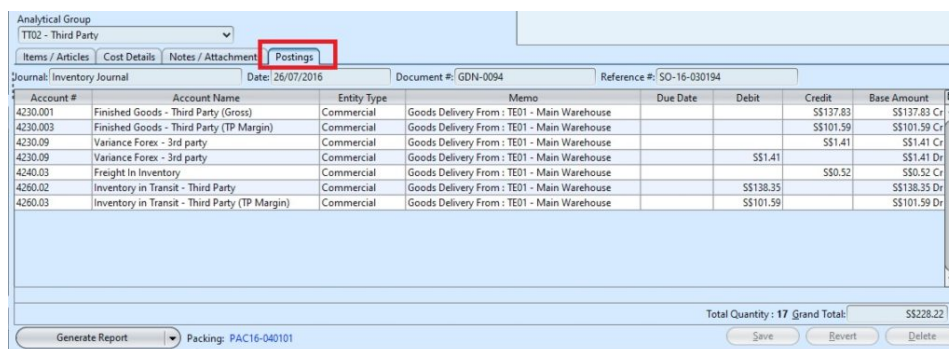 Analytical Group
TT02 - Third Party
Items / Articles Cost Details Notes / Attachment Postings
Journal: Inventory Journal Date: 26/07/2016 Document #: GDN-0094 Reference #: SO-16-030194
Account # Account Name Entity Type Memo Due Date Debit Credit Base Amount
4230.001 Finished Goods - Third Party (Gross) Commercial Goods Delivery From : TE01 - Main Warehouse S$137.83 S$137.83 Cr
4230.003 Finished Goods - Third Party (TP Margin) Commercial Goods Delivery From : TE01 - Main Warehouse S$101.59 S$101.59 Cr
4230.09 Variance Forex - 3rd party Commercial Goods Delivery From : TE01 - Main Warehouse S$1.41 S$1.41 Cr
4230.09 Variance Forex - 3rd party Commercial Goods Delivery From : TE01 - Main Warehouse S$1.41 S$1.41 Dr
4240.03 Freight In Inventory Commercial Goods Delivery From : TE01 - Main Warehouse S$0.52 S$0.52 Cr
4260.02 Inventory in Transit - Third Party Commercial Goods Delivery From : TE01 - Main Warehouse S$138.35 S$138.35 Dr
4260.03 Inventory in Transit - Third Party (TP Margin) Commercial Goods Delivery From : TE01 - Main Warehouse S$101.59 S$101.59 Dr
Total Quantity : 17 Grand Total: S$228.22
Generate Report Packing: PAC16-040101 Save Revert Delete